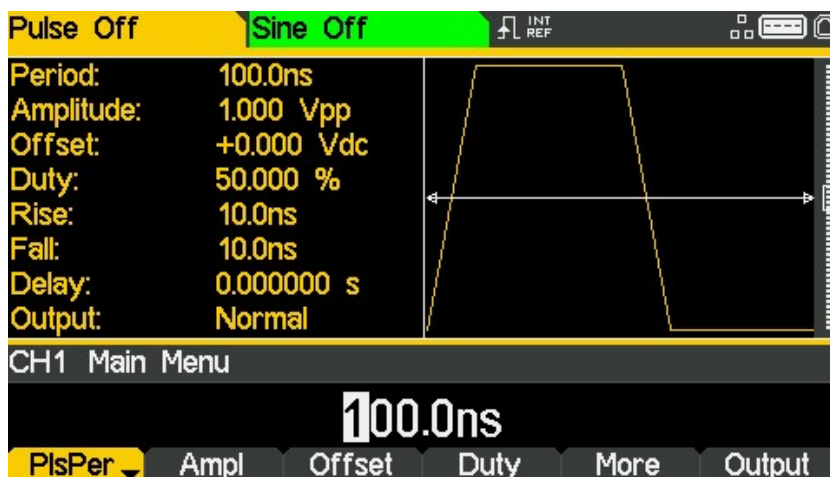 Pulse Off
Sine Off
INT
REF
Period: 100.0ns
Amplitude: 1.000 Vpp
Offset: +0.000 Vdc
Duty: 50.000 %
Rise: 10.0ns
Fall: 10.0ns
Delay: 0.000000 s
Output: Normal
CH1 Main Menu
100.0ns
PlsPer Ampl Offset Duty More Output